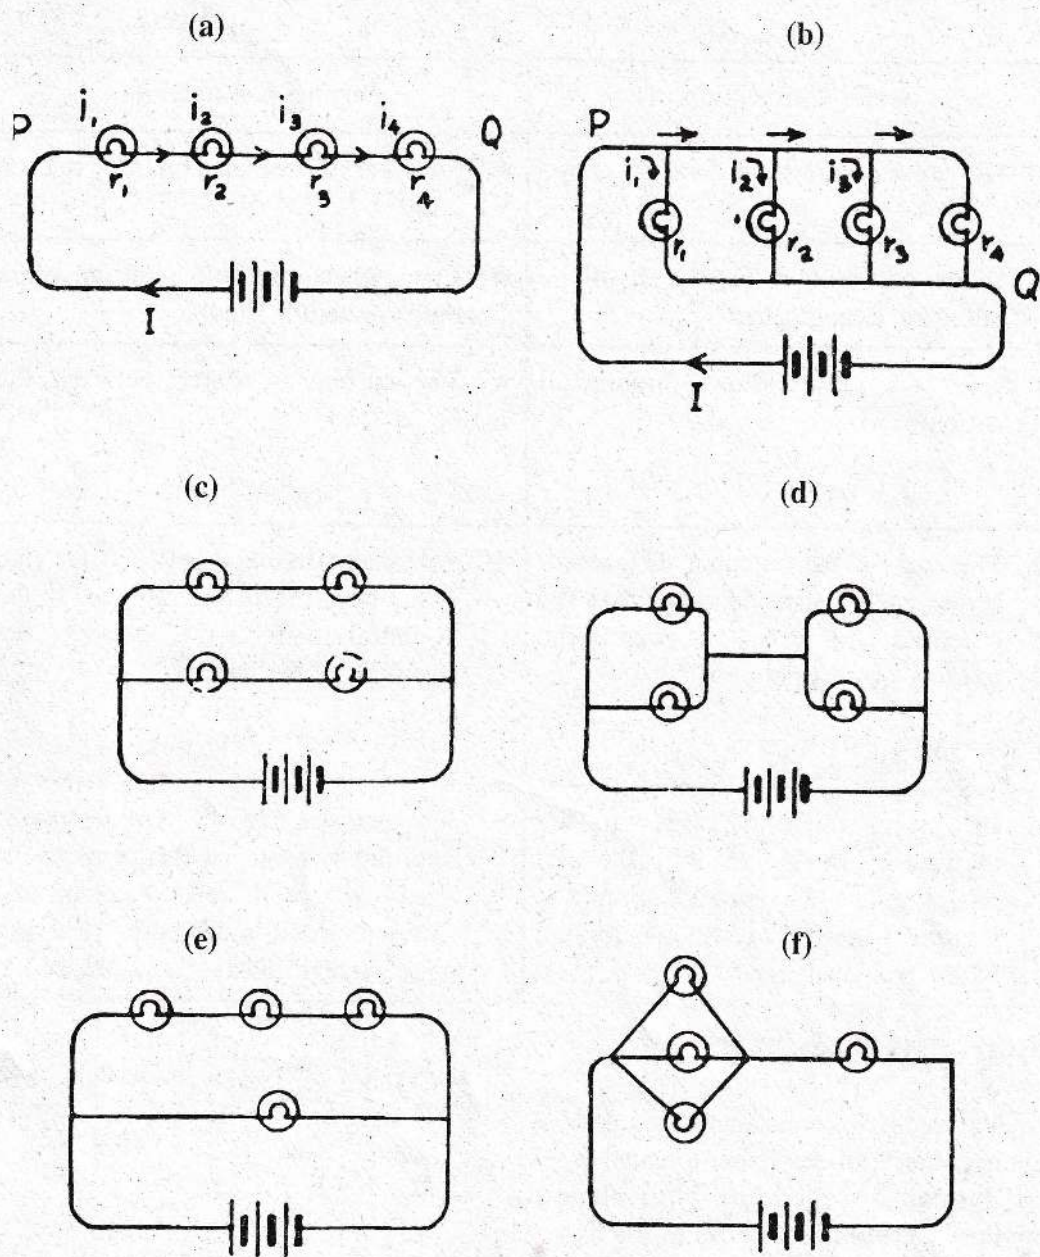 (a)
(b)
P i₁ i₂ i₃ i₄ Q
r₁ r₂ r₃ r₄
I
P
i₁ i₂ i₃
r₁ r₂ r₃ r₄
Q
I
(c)
(d)
(e)
(f)